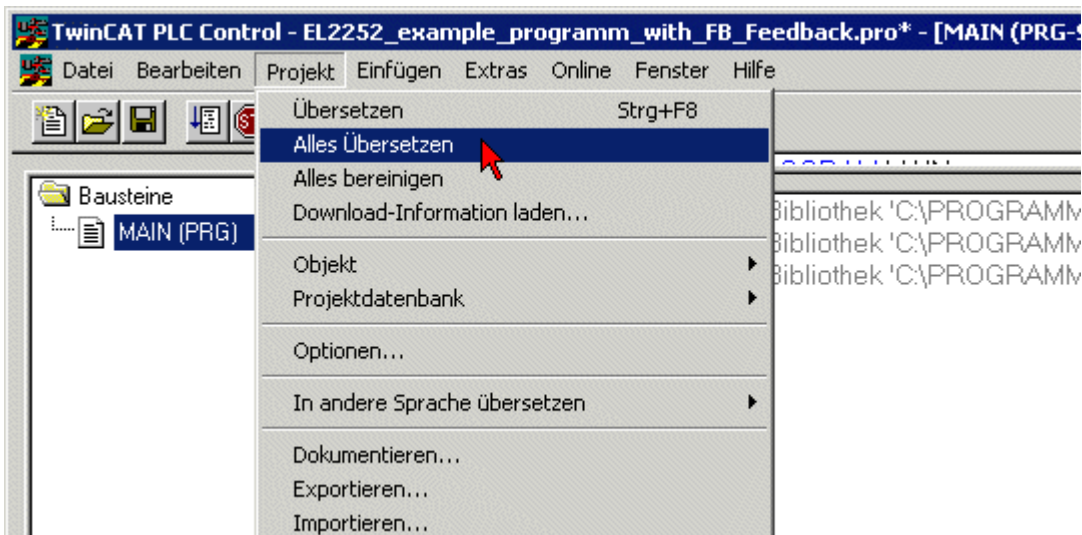 TwinCAT PLC Control - EL2252_example_programm_with_FB_Feedback.pro* - [MAIN (PRG-
Datei Bearbeiten Projekt Einfügen Extras Online Fenster Hilfe
Übersetzen Strg+F8
Alles Übersetzen
Alles bereinigen
Download-Information laden...
Objekt
Projektdatenbank
Optionen...
In andere Sprache übersetzen
Dokumentieren...
Exportieren...
Importieren...
Bausteine
MAIN (PRG)
Bibliothek 'C:\PROGRAMM
Bibliothek 'C:\PROGRAMM
Bibliothek 'C:\PROGRAMM